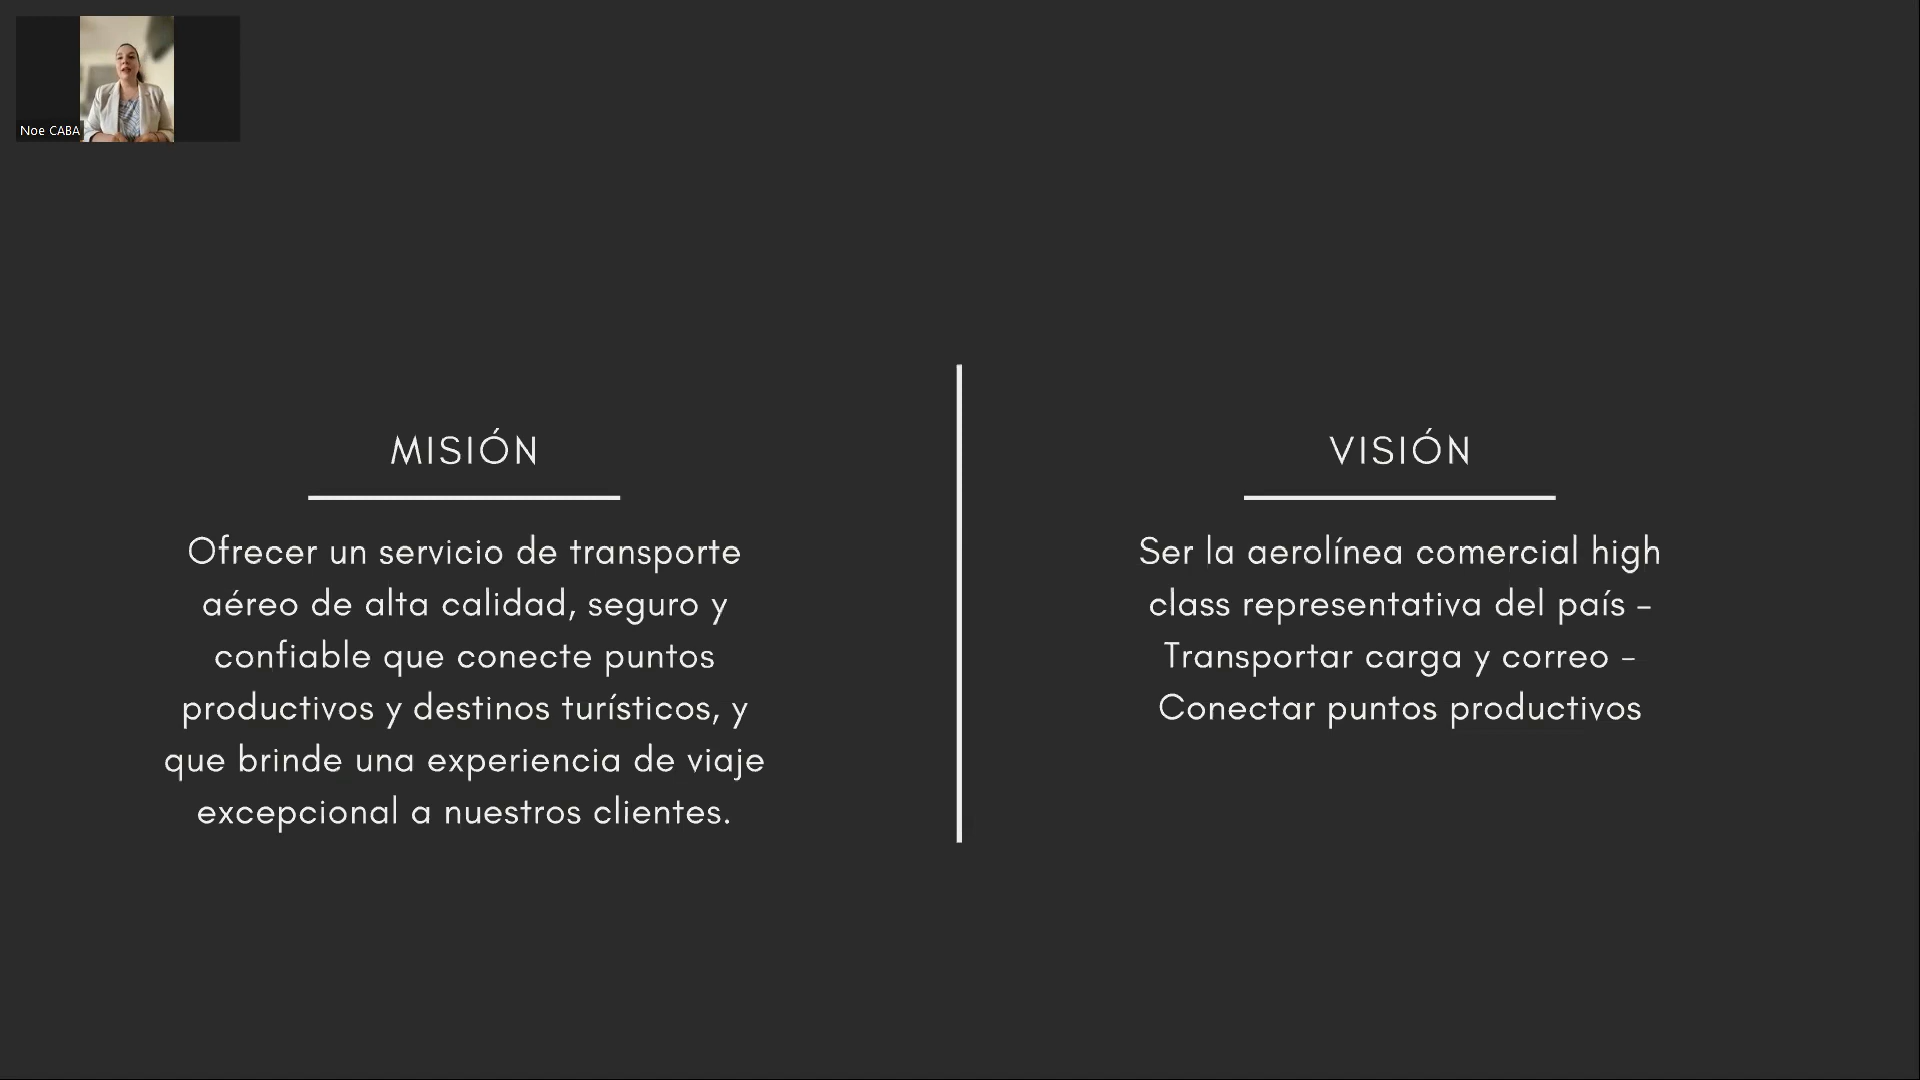 Noe CABA
MISIÓN
Ofrecer un servicio de transporte
aéreo de alta calidad, seguro y
confiable que conecte puntos
productivos y destinos turísticos, y
que brinde una experiencia de viaje
excepcional a nuestros clientes.
VISIÓN
Ser la aerolínea comercial high
class representativa del país -
Transportar carga y correo -
Conectar puntos productivos